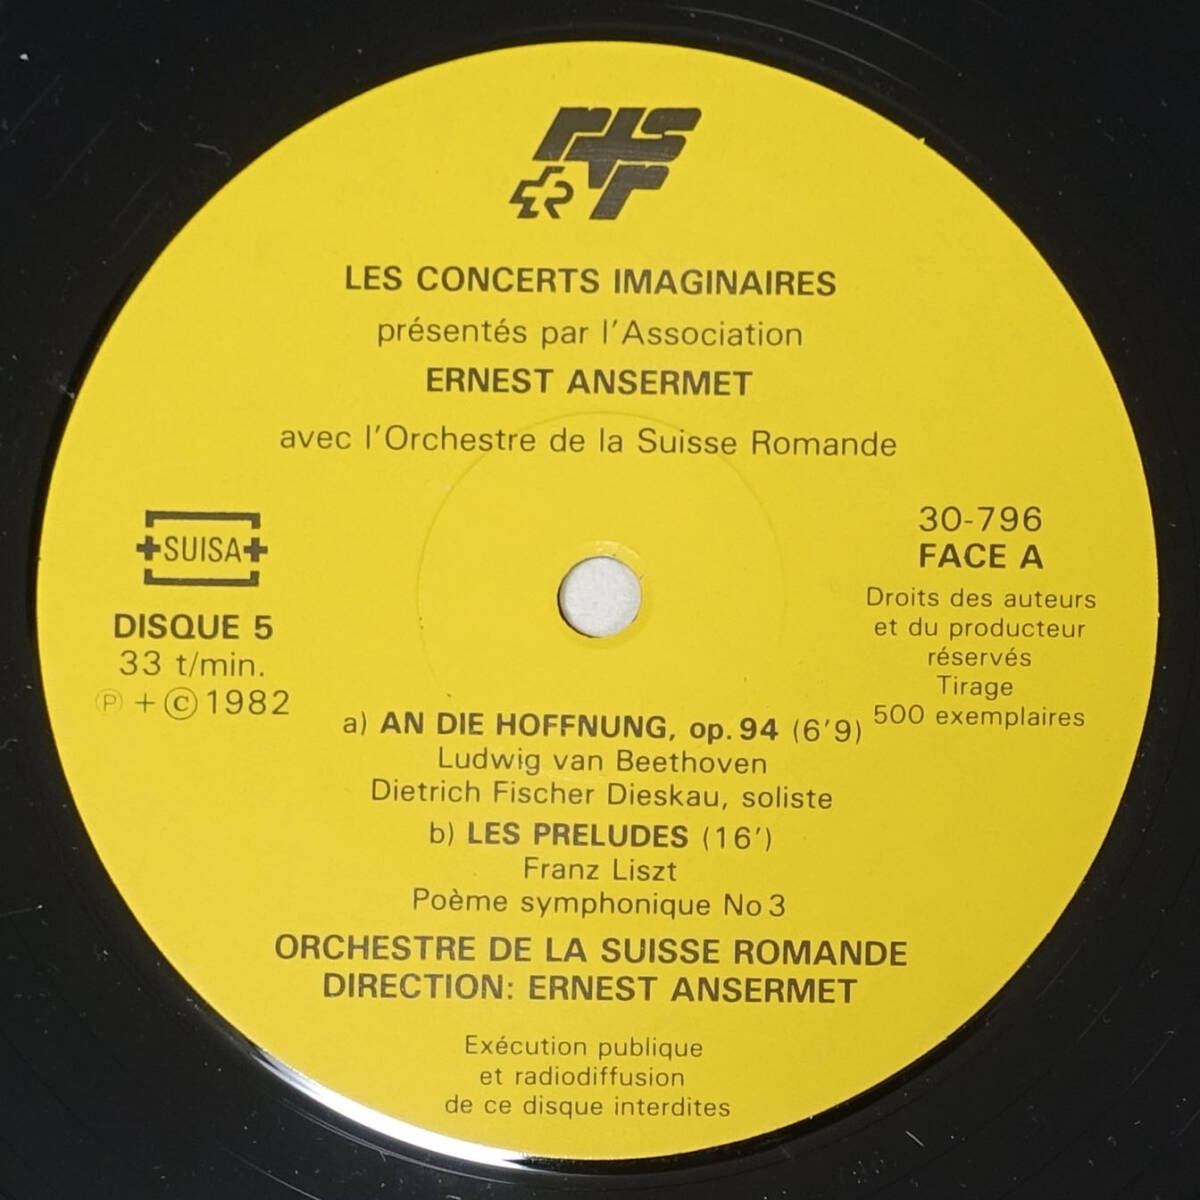 rtsr
LES CONCERTS IMAGINAIRES
présentés par l'Association
ERNEST ANSERMET
avec l'Orchestre de la Suisse Romande
SUISA
DISQUE 5
33 t/min.
Ⓟ + © 1982
30-796
FACE A
Droits des auteurs
et du producteur
réservés
Tirage
500 exemplaires
a) AN DIE HOFFNUNG, op. 94 (6'9)
Ludwig van Beethoven
Dietrich Fischer Dieskau, soliste
b) LES PRELUDES (16')
Franz Liszt
Poème symphonique No 3
ORCHESTRE DE LA SUISSE ROMANDE
DIRECTION: ERNEST ANSERMET
Exécution publique
et radiodiffusion
de ce disque interdites